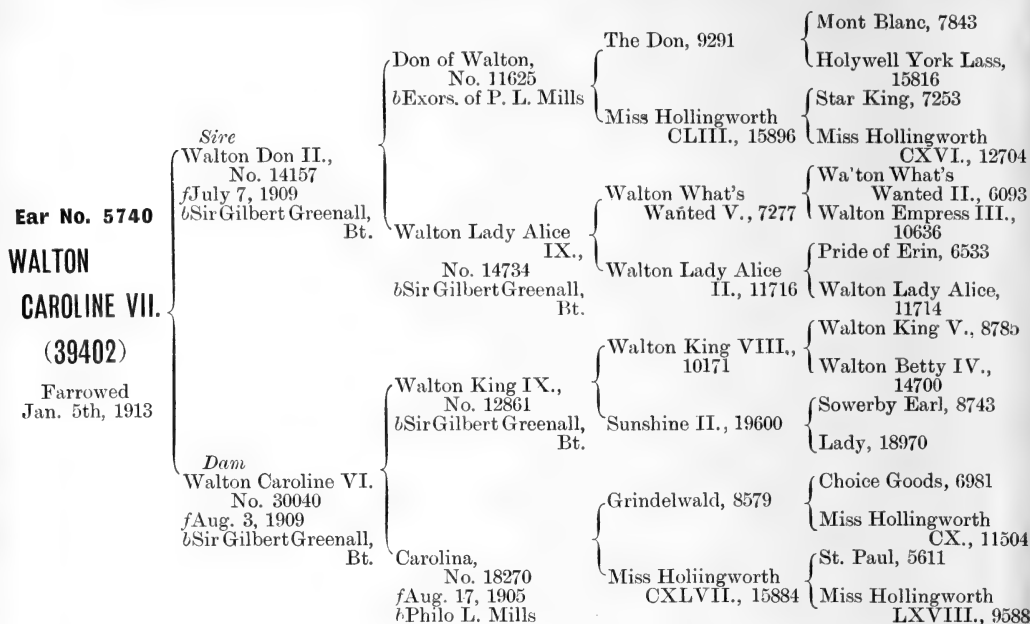 Ear No. 5740
WALTON
CAROLINE VII.
(39402)
Farrowed
Jan. 5th, 1913
Sire
Walton Don II.,
No. 14157
fJuly 7, 1909
bSir Gilbert Greenall,
Bt.
Dam
Walton Caroline VI.
No. 30040
fAug. 3, 1909
bSir Gilbert Greenall,
Bt.
Don of Walton,
No. 11625
bExors. of P. L. Mills
Walton Lady Alice
IX.,
No. 14734
bSir Gilbert Greenall,
Bt.
Walton King IX.,
No. 12861
bSir Gilbert Greenall,
Bt.
Carolina,
No. 18270
fAug. 17, 1905
bPhilo L. Mills
The Don, 9291
Miss Hollingworth
CLIII., 15896
Walton What's
Wanted V., 7277
Walton Lady Alice
II., 11716
Walton King VIII.,
10171
Sunshine II., 19600
Grindelwald, 8579
Miss Holiingworth
CXLVII., 15884
Mont Blanc, 7843
Holywell York Lass,
15816
Star King, 7253
Miss Hollingworth
CXVI., 12704
Wa'ton What's
Wanted II., 6093
Walton Empress III.,
10636
Pride of Erin, 6533
Walton Lady Alice,
11714
Walton King V., 8785
Walton Betty IV.,
14700
Sowerby Earl, 8743
Lady, 18970
Choice Goods, 6981
Miss Hollingworth
CX., 11504
St. Paul, 5611
Miss Hollingworth
LXVIII., 9588